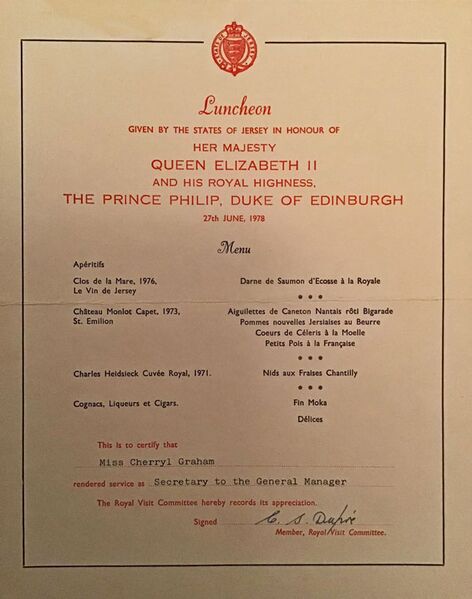 Luncheon
GIVEN BY THE STATES OF JERSEY IN HONOUR OF
HER MAJESTY
QUEEN ELIZABETH II
AND HIS ROYAL HIGHNESS,
THE PRINCE PHILIP, DUKE OF EDINBURGH
27th JUNE, 1978
Menu
Apéritifs
Clos de la Mare, 1976, Darne de Saumon d'Ecosse à la Royale
Le Vin de Jersey
Château Monlot Capet, 1973, Aiguilettes de Caneton Nantais rôti Bigarade
St. Emilion Pommes nouvelles Jersiaises au Beurre
Coeurs de Céleris à la Moelle
Petits Pois à la Française
Charles Heidsieck Cuvée Royal, 1971. Nids aux Fraises Chantilly
Cognacs, Liqueurs et Cigars. Fin Moka
Délices
This is to certify that
Miss Cherryl Graham
rendered service as Secretary to the General Manager
The Royal Visit Committee hereby records its appreciation.
Signed C. S. Dupré
Member, Royal Visit Committee.